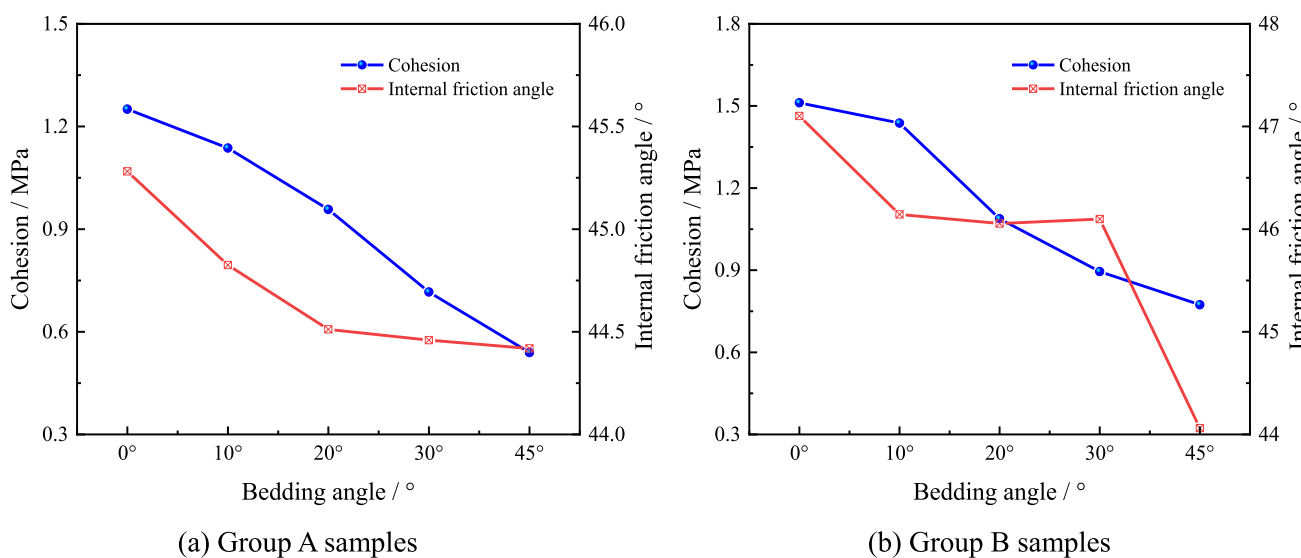 1.5
1.2
0.9
0.6
0.3
Cohesion / MPa
46.0
45.5
45.0
44.5
44.0
Internal friction angle / °
Cohesion
Internal friction angle
0° 10° 20° 30° 45°
Bedding angle / °
(a) Group A samples
1.8
1.5
1.2
0.9
0.6
0.3
Cohesion / MPa
48
47
46
45
44
Internal friction angle / °
Cohesion
Internal friction angle
0° 10° 20° 30° 45°
Bedding angle / °
(b) Group B samples